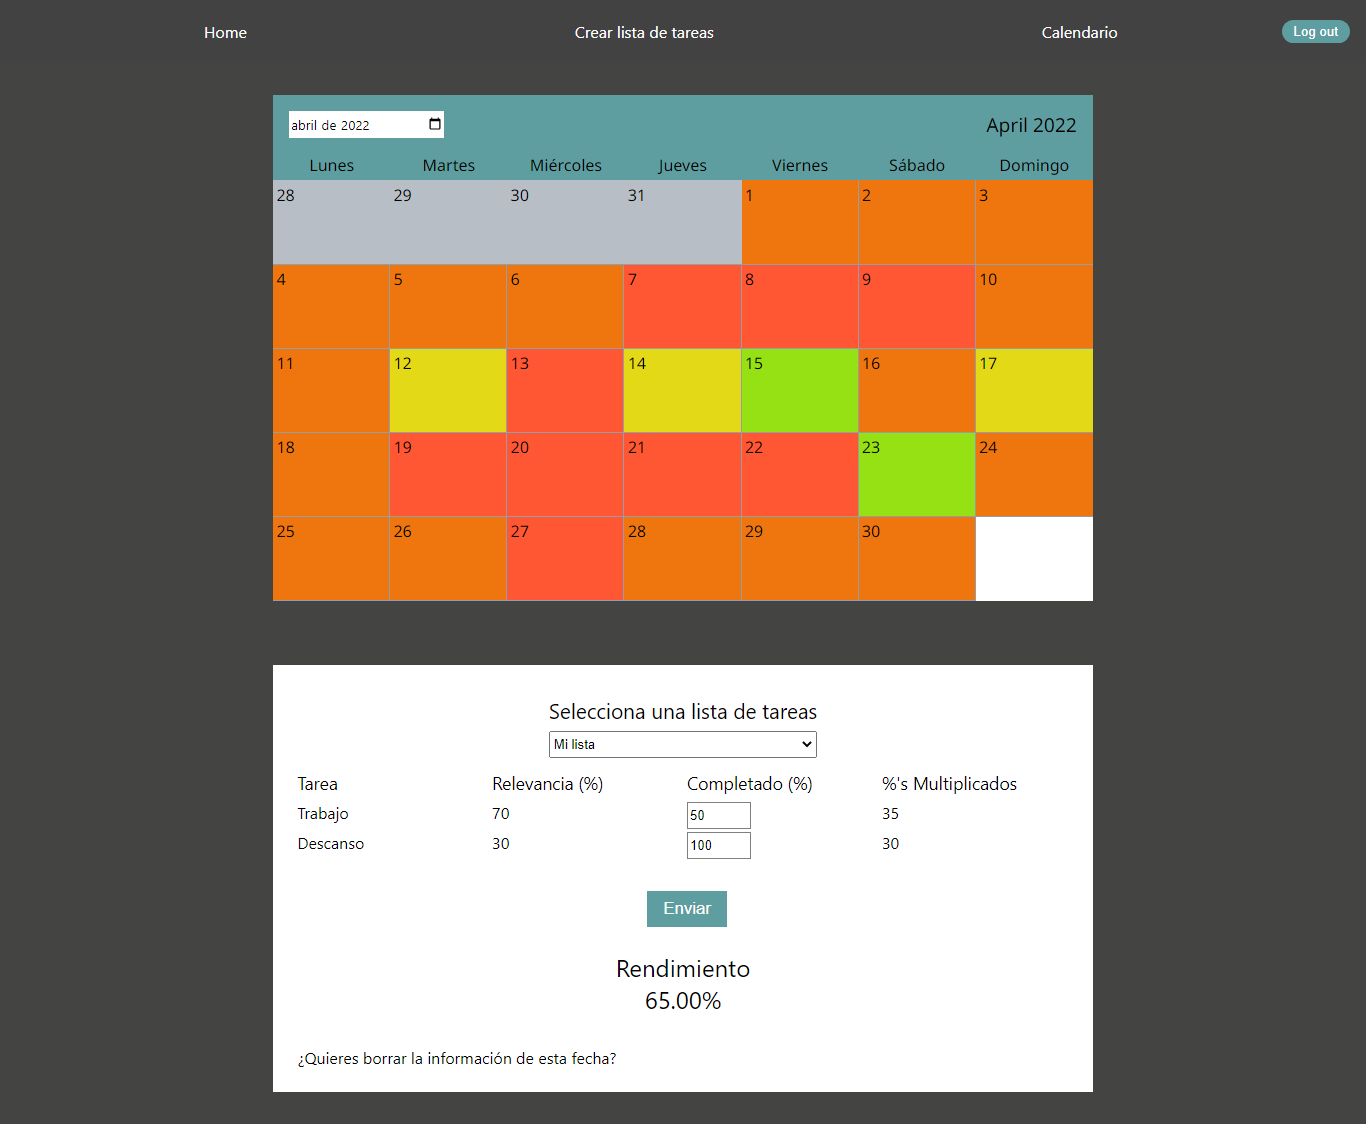 Home Crear lista de tareas Calendario Log out
abril de 2022 April 2022
Lunes Martes Miércoles Jueves Viernes Sábado Domingo
28 29 30 31 1 2 3
4 5 6 7 8 9 10
11 12 13 14 15 16 17
18 19 20 21 22 23 24
25 26 27 28 29 30
Selecciona una lista de tareas
Mi lista
Tarea Relevancia (%) Completado (%) %'s Multiplicados
Trabajo 70 50 35
Descanso 30 100 30
Enviar
Rendimiento
65.00%
¿Quieres borrar la información de esta fecha?